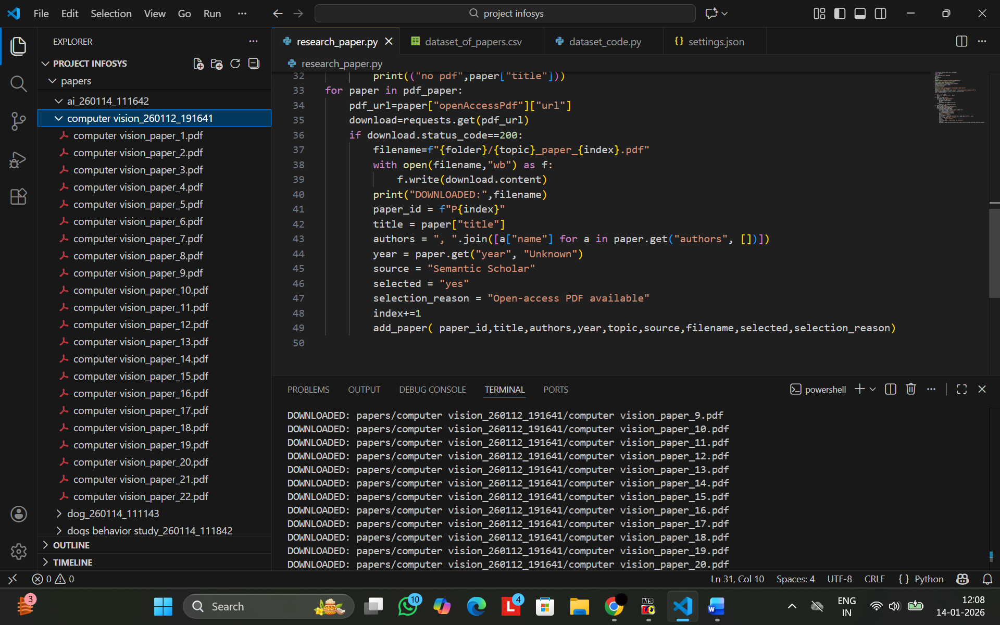 File Edit Selection View Go Run ··· project infosys
EXPLORER
PROJECT INFOSYS
papers
ai_260114_111642
computer vision_260112_191641
computer vision_paper_1.pdf
computer vision_paper_2.pdf
computer vision_paper_3.pdf
computer vision_paper_4.pdf
computer vision_paper_5.pdf
computer vision_paper_6.pdf
computer vision_paper_7.pdf
computer vision_paper_8.pdf
computer vision_paper_9.pdf
computer vision_paper_10.pdf
computer vision_paper_11.pdf
computer vision_paper_12.pdf
computer vision_paper_13.pdf
computer vision_paper_14.pdf
computer vision_paper_15.pdf
computer vision_paper_16.pdf
computer vision_paper_17.pdf
computer vision_paper_18.pdf
computer vision_paper_19.pdf
computer vision_paper_20.pdf
computer vision_paper_21.pdf
computer vision_paper_22.pdf
dog_260114_111143
dogs behavior study_260114_111842
OUTLINE
TIMELINE
research_paper.py dataset_of_papers.csv dataset_code.py {} settings.json
research_paper.py
32 print(("no pdf",paper["title"]))
33 for paper in pdf_paper:
34 pdf_url=paper["openAccessPdf"]["url"]
35 download=requests.get(pdf_url)
36 if download.status_code==200:
37 filename=f"{folder}/{topic}_paper_{index}.pdf"
38 with open(filename,"wb") as f:
39 f.write(download.content)
40 print("DOWNLOADED:",filename)
41 paper_id = f"P{index}"
42 title = paper["title"]
43 authors = ", ".join([a["name"] for a in paper.get("authors", [])])
44 year = paper.get("year", "Unknown")
45 source = "Semantic Scholar"
46 selected = "yes"
47 selection_reason = "Open-access PDF available"
48 index+=1
49 add_paper( paper_id,title,authors,year,topic,source,filename,selected,selection_reason)
50
PROBLEMS OUTPUT DEBUG CONSOLE TERMINAL PORTS powershell
DOWNLOADED: papers/computer vision_260112_191641/computer vision_paper_9.pdf
DOWNLOADED: papers/computer vision_260112_191641/computer vision_paper_10.pdf
DOWNLOADED: papers/computer vision_260112_191641/computer vision_paper_11.pdf
DOWNLOADED: papers/computer vision_260112_191641/computer vision_paper_12.pdf
DOWNLOADED: papers/computer vision_260112_191641/computer vision_paper_13.pdf
DOWNLOADED: papers/computer vision_260112_191641/computer vision_paper_14.pdf
DOWNLOADED: papers/computer vision_260112_191641/computer vision_paper_15.pdf
DOWNLOADED: papers/computer vision_260112_191641/computer vision_paper_16.pdf
DOWNLOADED: papers/computer vision_260112_191641/computer vision_paper_17.pdf
DOWNLOADED: papers/computer vision_260112_191641/computer vision_paper_18.pdf
DOWNLOADED: papers/computer vision_260112_191641/computer vision_paper_19.pdf
DOWNLOADED: papers/computer vision_260112_191641/computer vision_paper_20.pdf
0 0 Ln 31, Col 10 Spaces: 4 UTF-8 CRLF {} Python
3 Search 10 L 4 MS W ENG 12:08
IN 14-01-2026